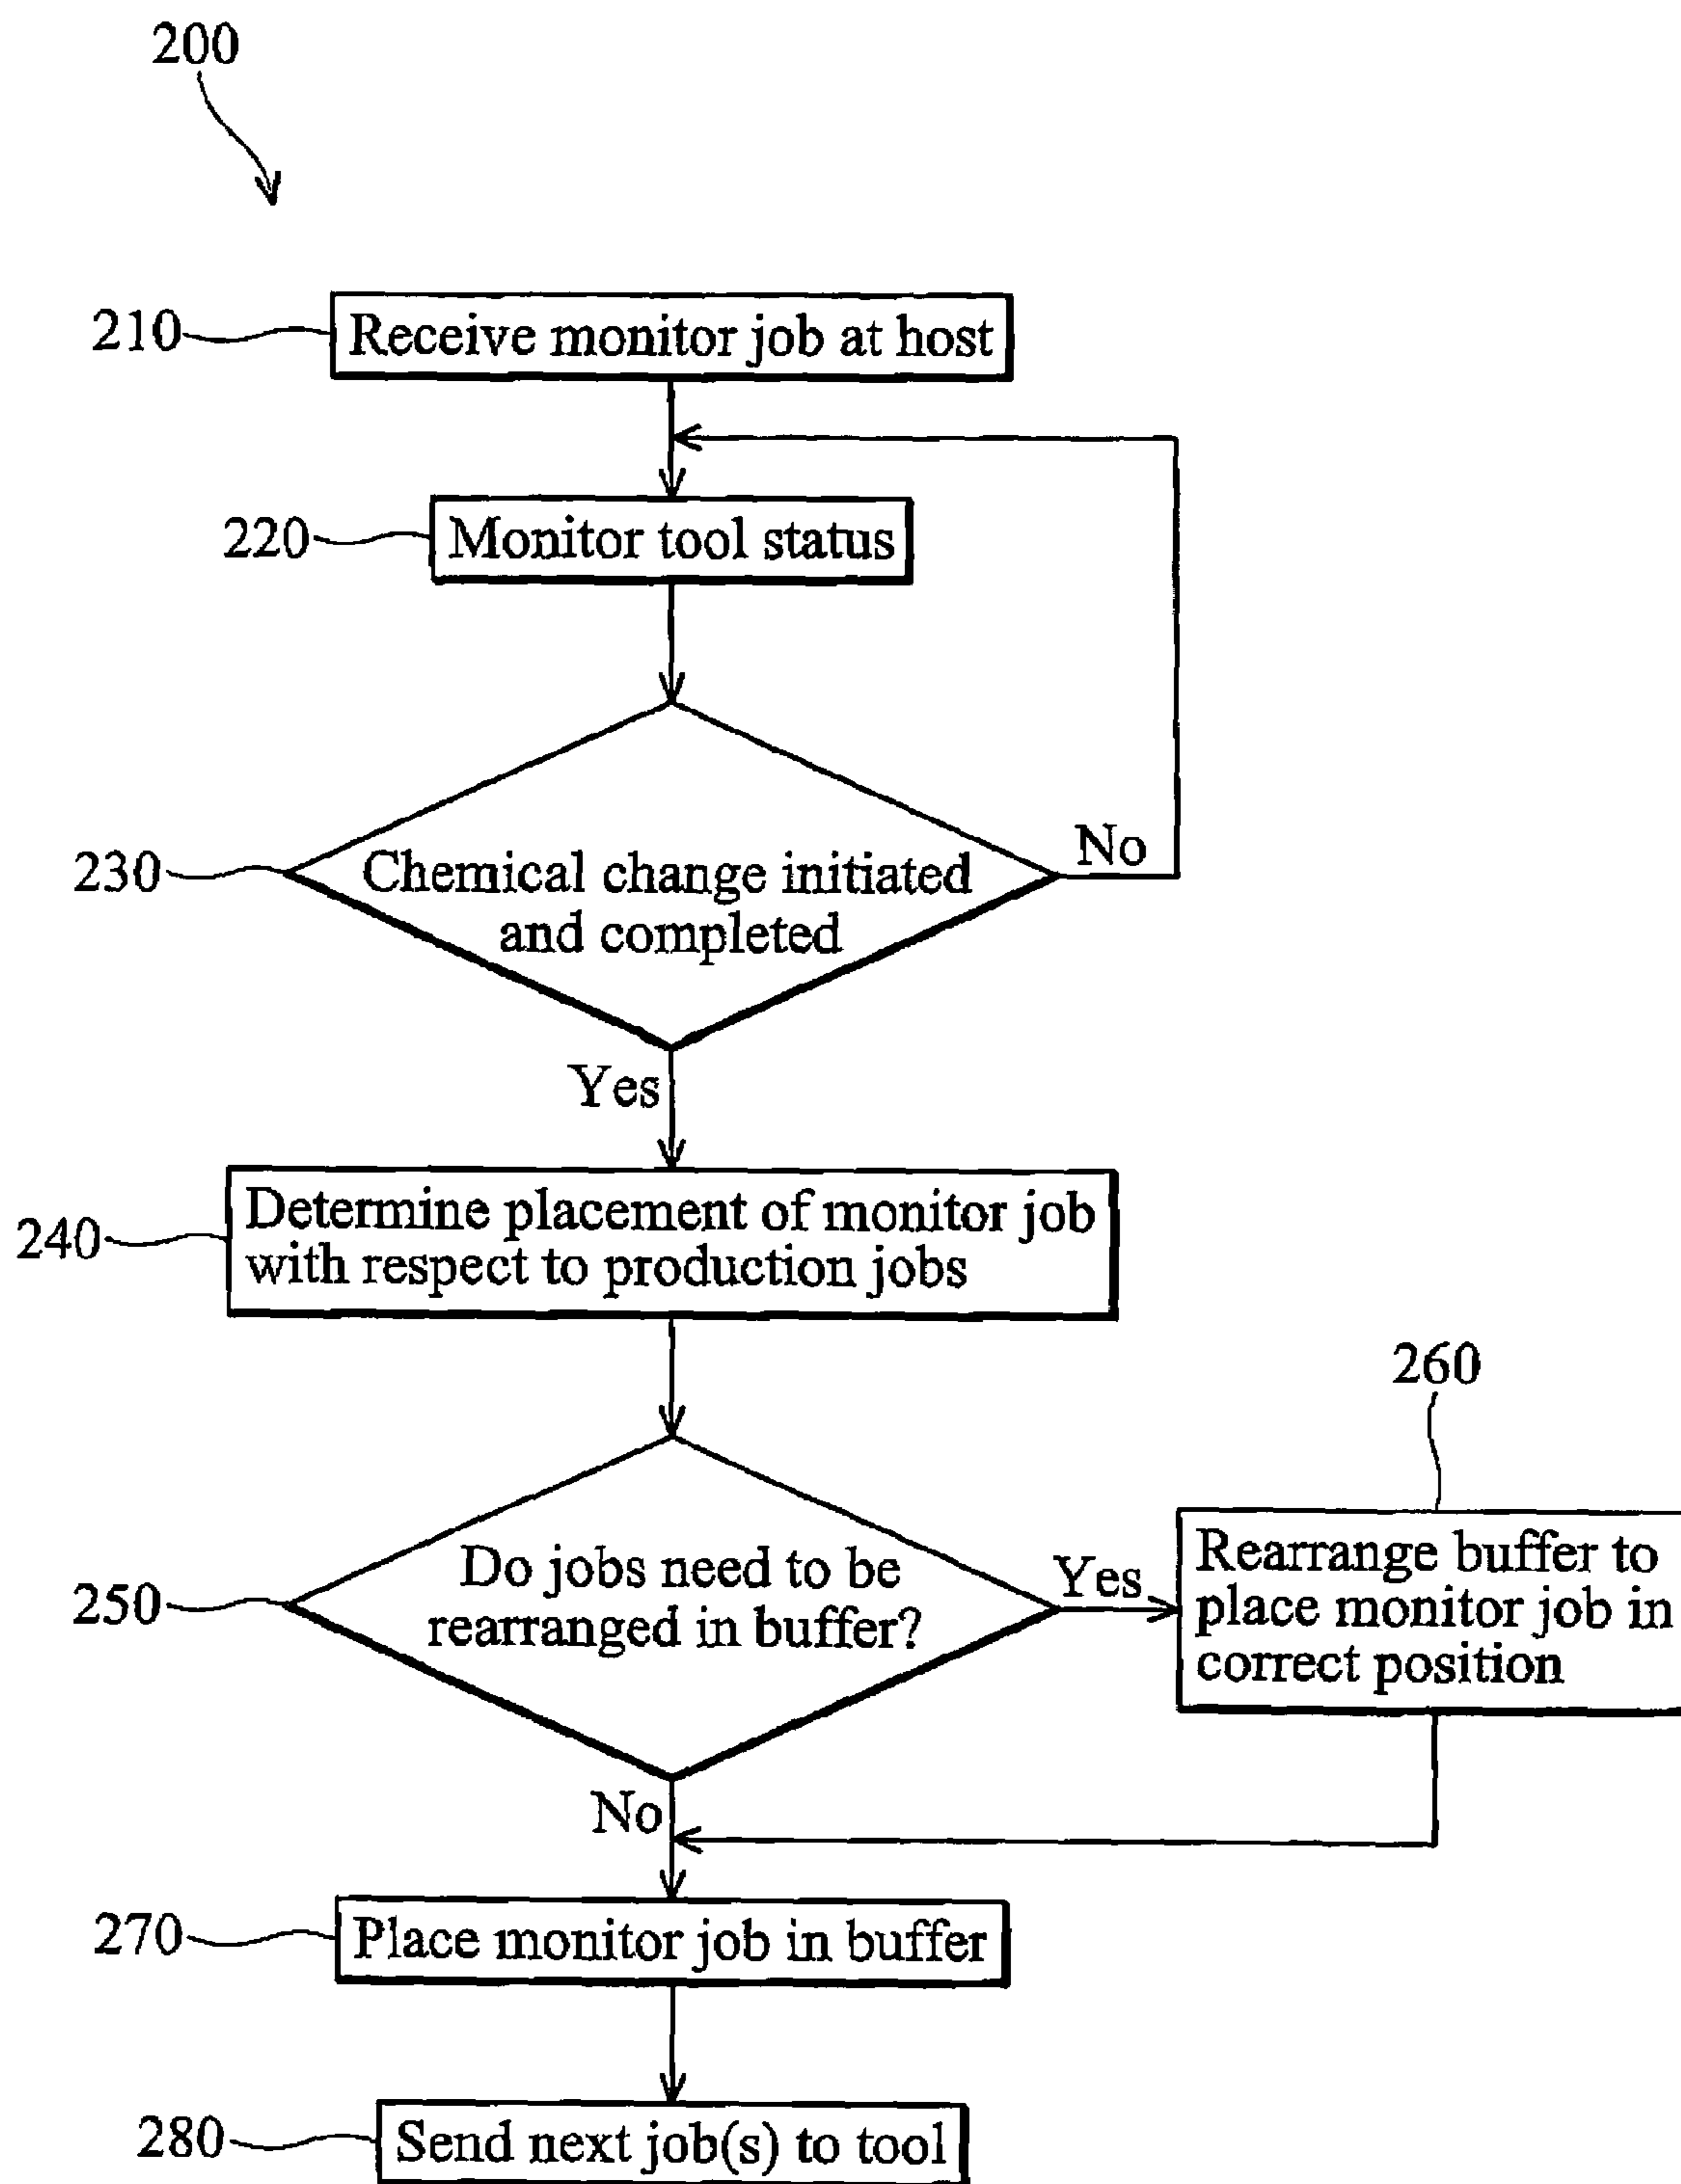 200
210
Receive monitor job at host
220
Monitor tool status
230
Chemical change initiated
and completed
No
Yes
240
Determine placement of monitor job
with respect to production jobs
250
Do jobs need to be
rearranged in buffer?
Yes
260
Rearrange buffer to
place monitor job in
correct position
No
270
Place monitor job in buffer
280
Send next job(s) to tool